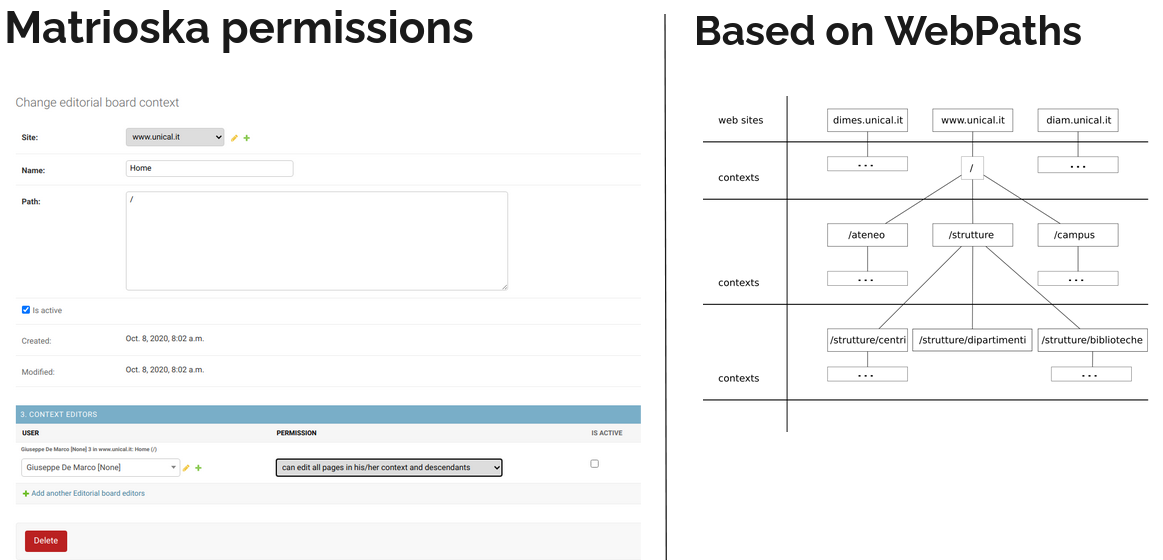 Matrioska permissions
Change editorial board context
Site: www.unical.it
Name: Home
Path: /
Is active
Created: Oct. 8, 2020, 8:02 a.m.
Modified: Oct. 8, 2020, 8:02 a.m.
3. CONTEXT EDITORS
USER PERMISSION IS ACTIVE
Giuseppe De Marco [None] 3 in www.unical.it: Home (/)
Giuseppe De Marco [None] can edit all pages in his/her context and descendants
Add another Editorial board editors
Delete
Based on WebPaths
web sites dimes.unical.it www.unical.it diam.unical.it
... / ...
contexts
/ateneo /strutture /campus
... ...
contexts
/strutture/centri /strutture/dipartimenti /strutture/biblioteche
... ...
contexts